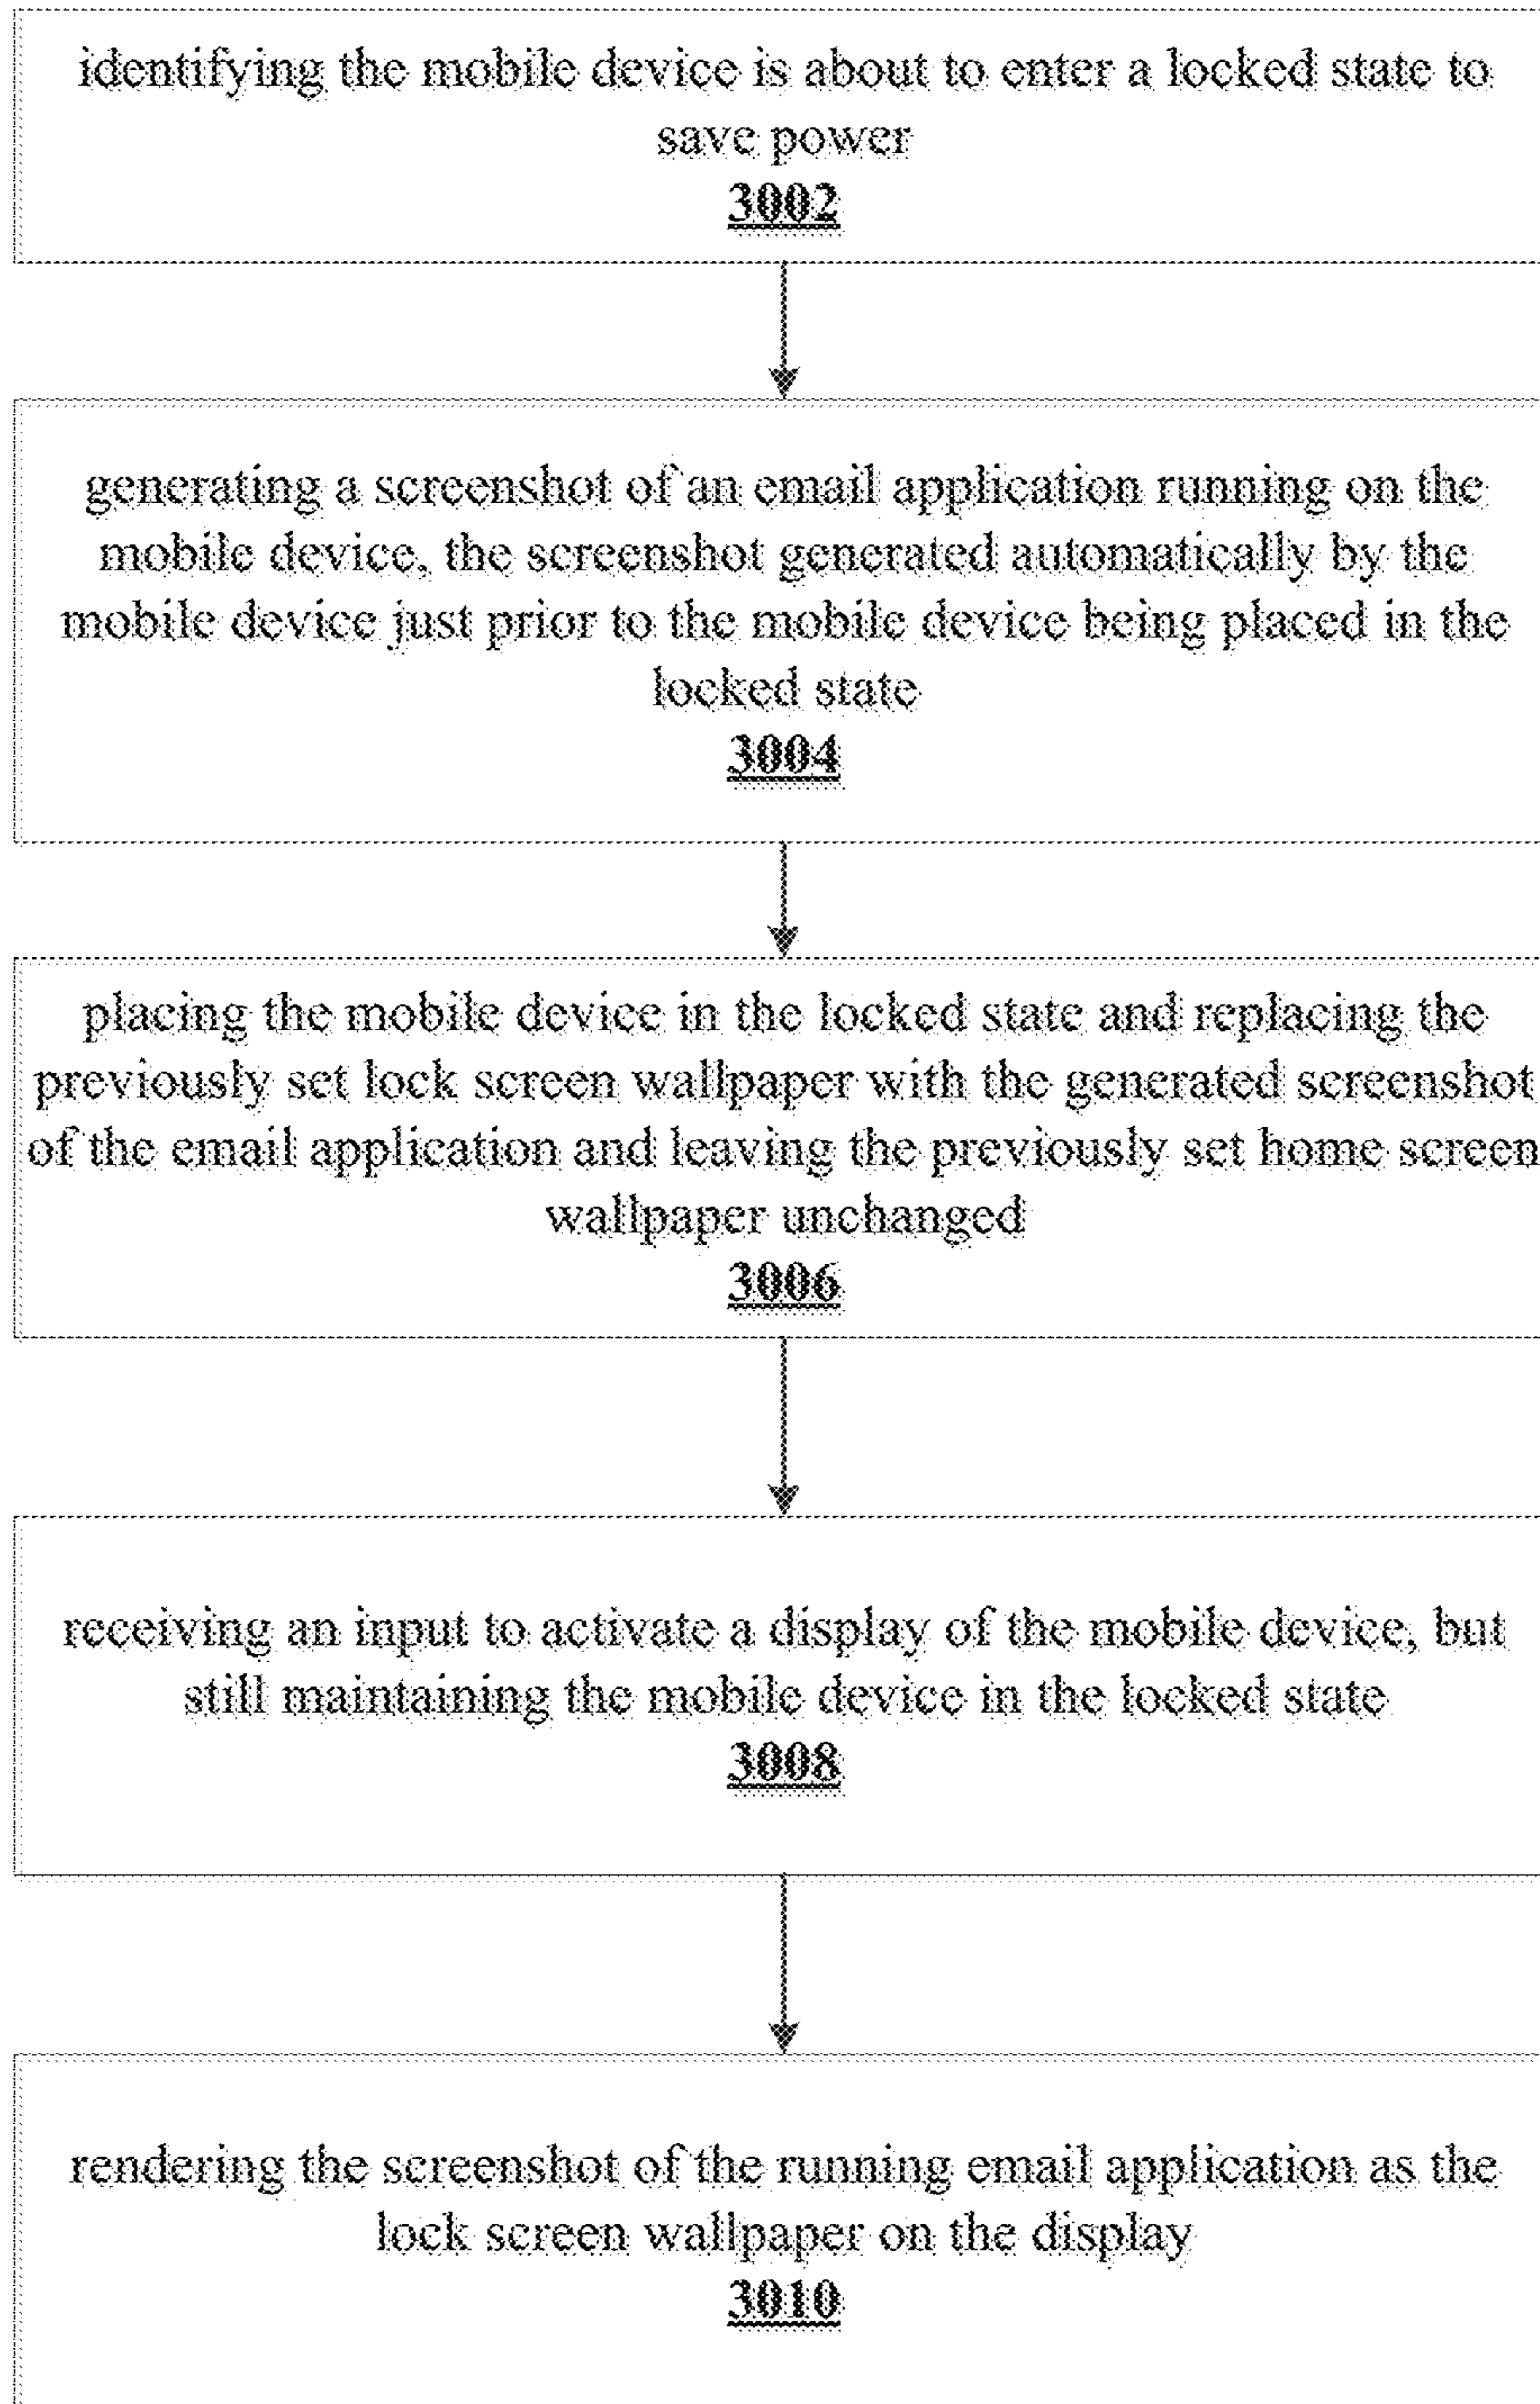 identifying the mobile device is about to enter a locked state to
save power
3002
generating a screenshot of an email application running on the
mobile device, the screenshot generated automatically by the
mobile device just prior to the mobile device being placed in the
locked state
3004
placing the mobile device in the locked state and replacing the
previously set lock screen wallpaper with the generated screenshot
of the email application and leaving the previously set home screen
wallpaper unchanged
3006
receiving an input to activate a display of the mobile device, but
still maintaining the mobile device in the locked state
3008
rendering the screenshot of the running email application as the
lock screen wallpaper on the display
3010